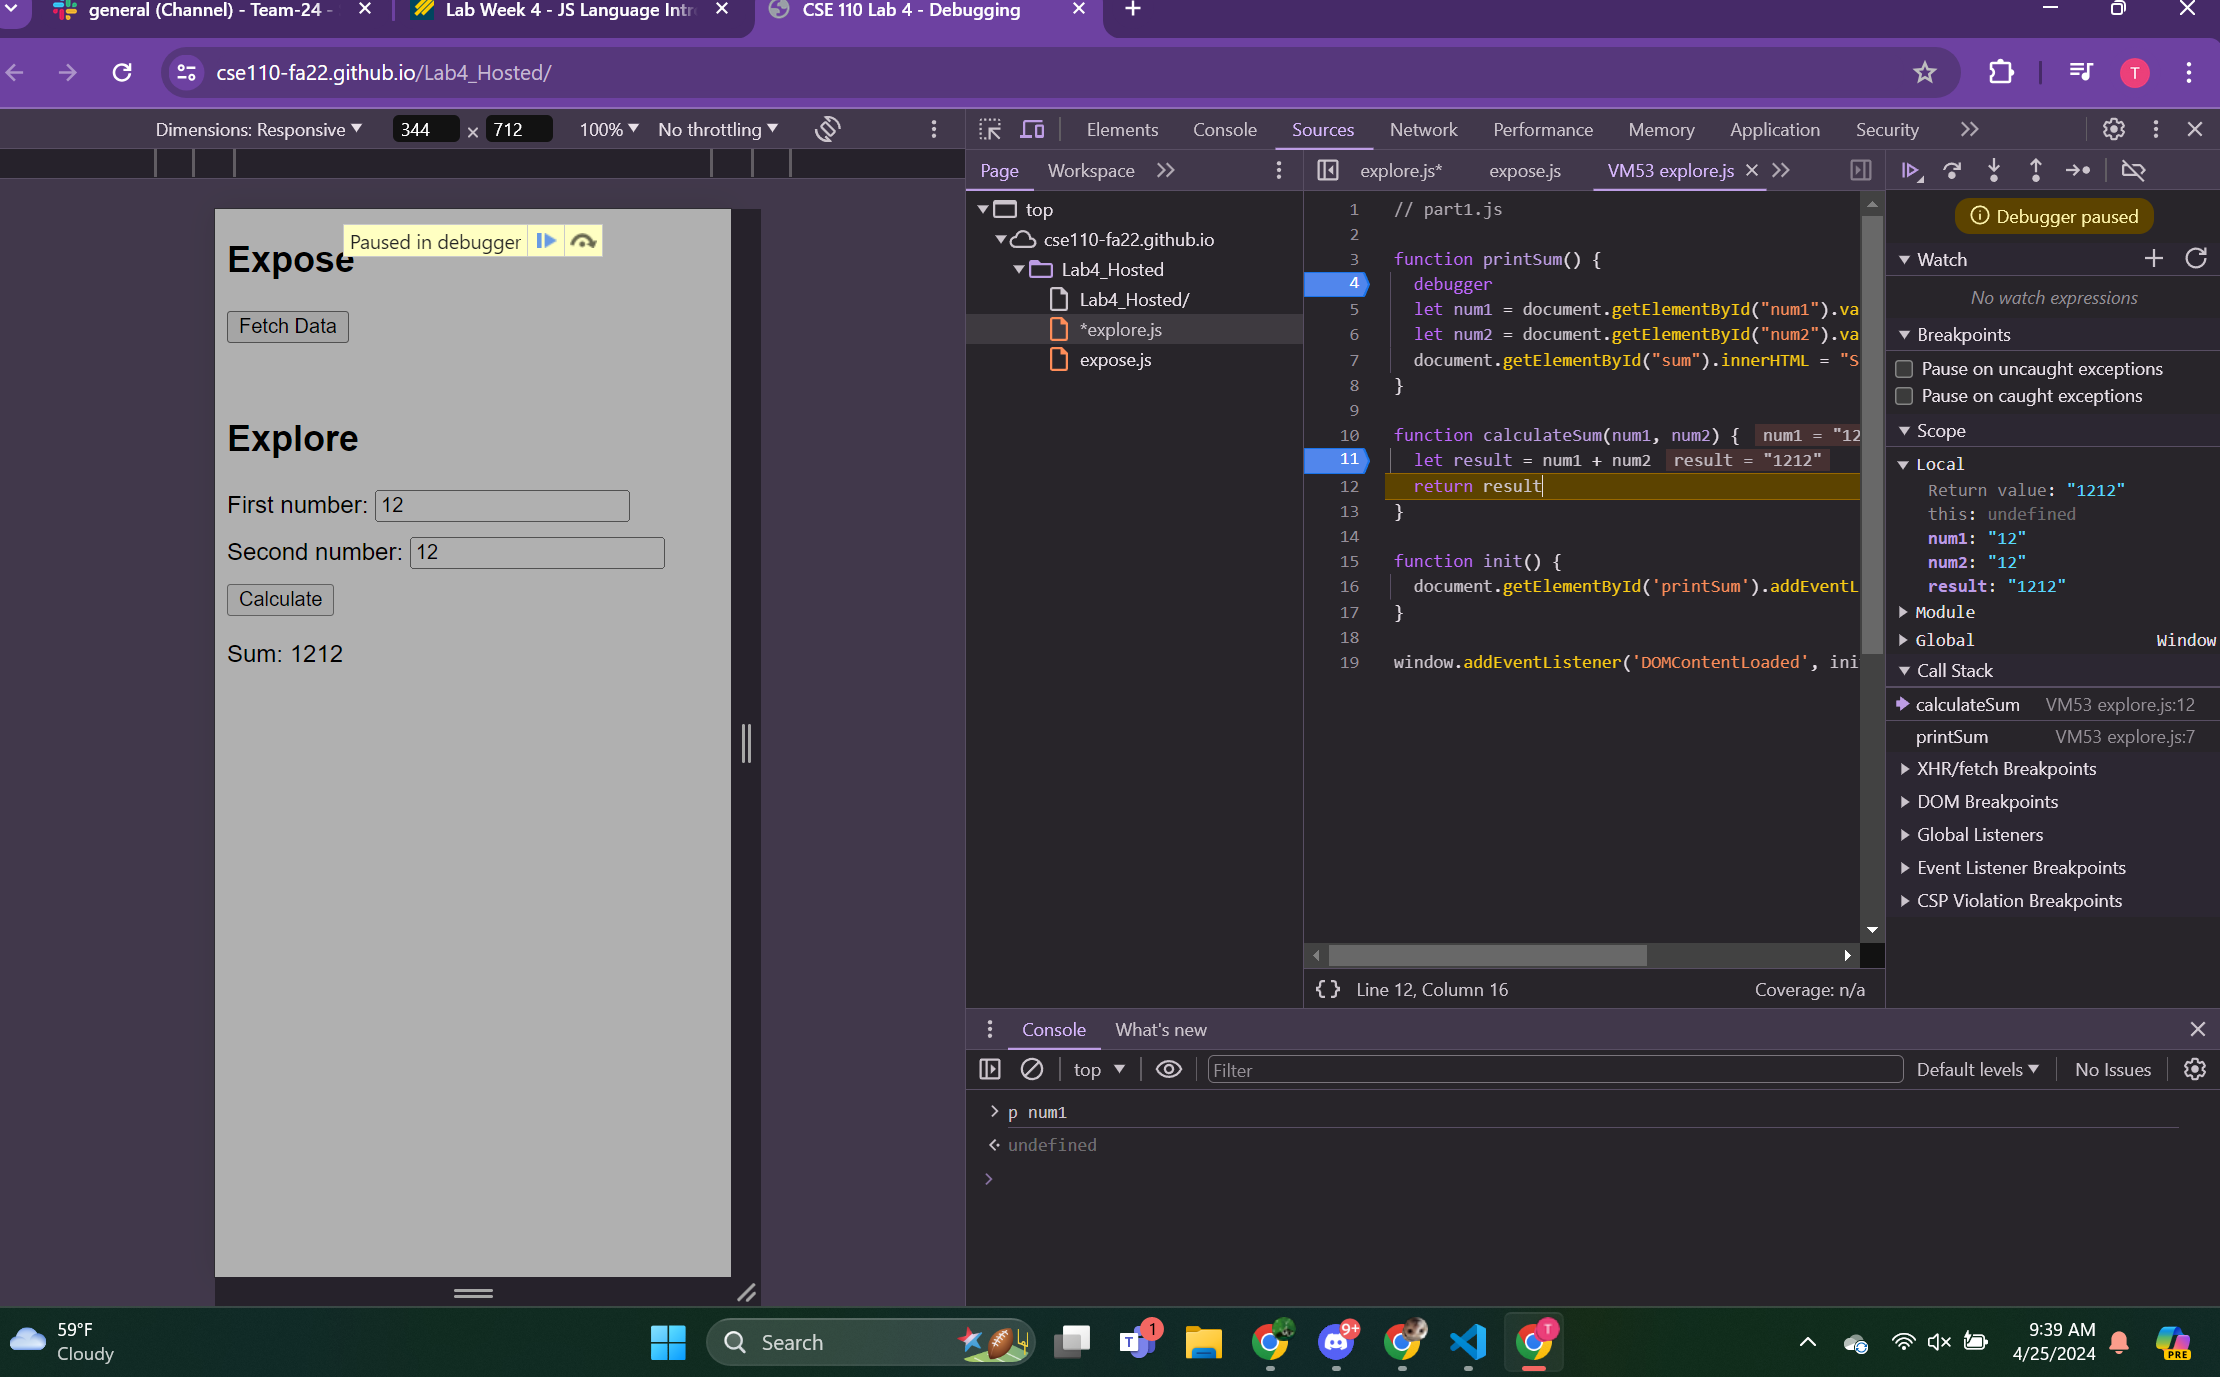 general (Channel) - Team-24 -
Lab Week 4 - JS Language Intr
CSE 110 Lab 4 - Debugging
cse110-fa22.github.io/Lab4_Hosted/
T
Dimensions: Responsive
344 × 712
100%
No throttling
Elements
Console
Sources
Network
Performance
Memory
Application
Security
Paused in debugger
Expose
Fetch Data
Explore
First number: 12
Second number: 12
Calculate
Sum: 1212
Page
Workspace
top
cse110-fa22.github.io
Lab4_Hosted
Lab4_Hosted/
*explore.js
expose.js
explore.js*
expose.js
VM53 explore.js
1 // part1.js
2
3 function printSum() {
4 debugger
5 let num1 = document.getElementById("num1").va
6 let num2 = document.getElementById("num2").va
7 document.getElementById("sum").innerHTML = "S
8 }
9
10 function calculateSum(num1, num2) { num1 = "12
11 let result = num1 + num2 result = "1212"
12 return result
13 }
14
15 function init() {
16 document.getElementById('printSum').addEventL
17 }
18
19 window.addEventListener('DOMContentLoaded', ini
{} Line 12, Column 16
Coverage: n/a
Debugger paused
Watch
No watch expressions
Breakpoints
Pause on uncaught exceptions
Pause on caught exceptions
Scope
Local
Return value: "1212"
this: undefined
num1: "12"
num2: "12"
result: "1212"
Module
Global Window
Call Stack
calculateSum VM53 explore.js:12
printSum VM53 explore.js:7
XHR/fetch Breakpoints
DOM Breakpoints
Global Listeners
Event Listener Breakpoints
CSP Violation Breakpoints
Console
What's new
top
Filter
Default levels
No Issues
> p num1
undefined
>
59°F
Cloudy
Search
T
1
9+
T
9:39 AM
4/25/2024
PRE